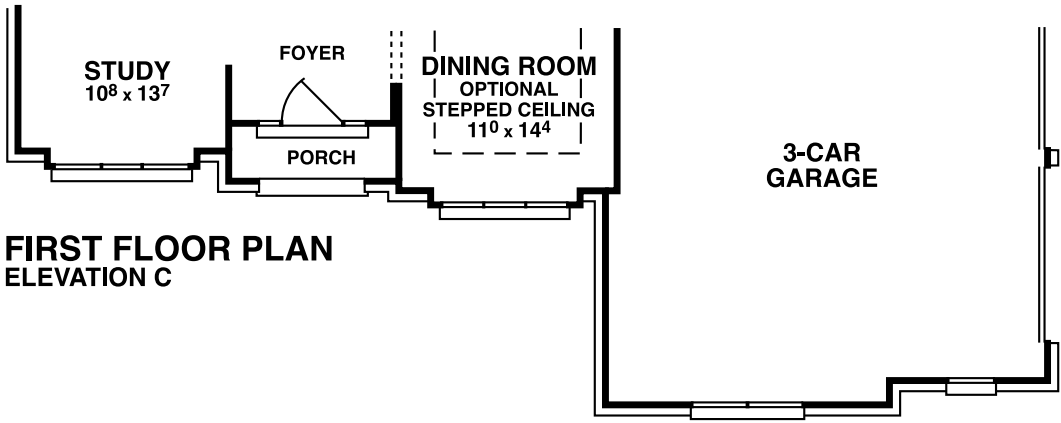 FOYER
STUDY
10⁸ x 13⁷
DINING ROOM
OPTIONAL
STEPPED CEILING
11⁰ x 14⁴
PORCH
3-CAR
GARAGE
FIRST FLOOR PLAN
ELEVATION C